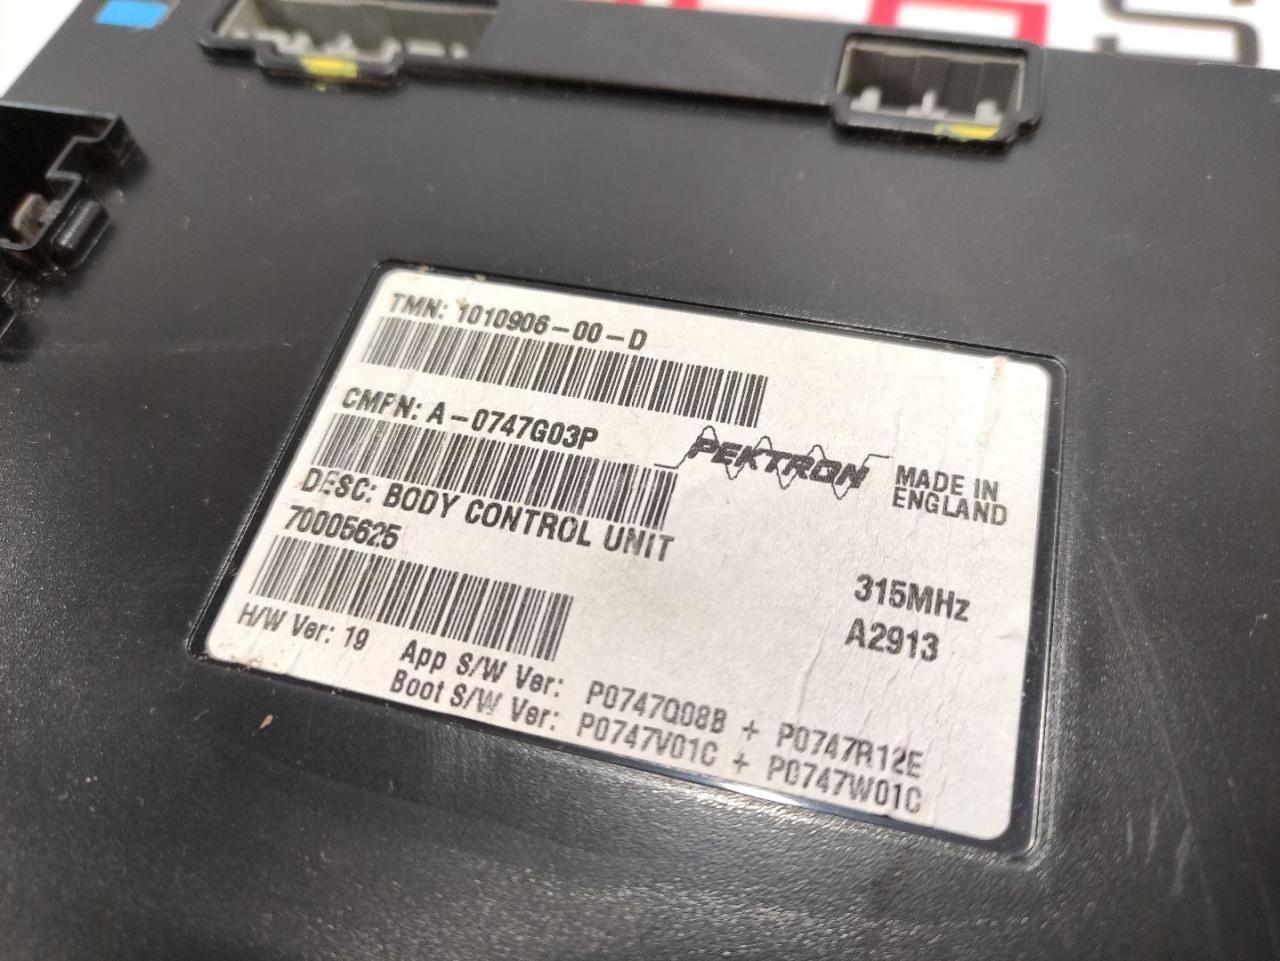 TMN: 1010906-00-D
CMPN: A-0747G03P
PEKTRON
MADE IN
ENGLAND
DESC: BODY CONTROL UNIT
70005625
315MHz
A2913
H/W Ver: 19
App S/W Ver: P0747Q08B + P0747R12E
Boot S/W Ver: P0747V01C + P0747W01C